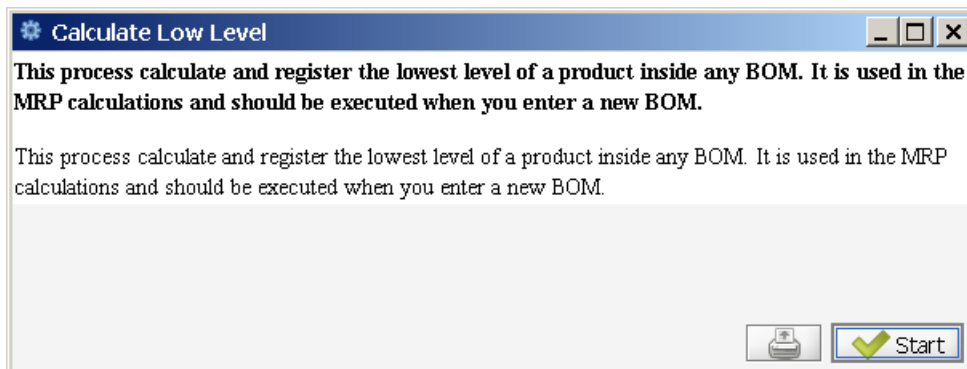 Calculate Low Level
This process calculate and register the lowest level of a product inside any BOM. It is used in the
MRP calculations and should be executed when you enter a new BOM.
This process calculate and register the lowest level of a product inside any BOM. It is used in the MRP
calculations and should be executed when you enter a new BOM.
Start